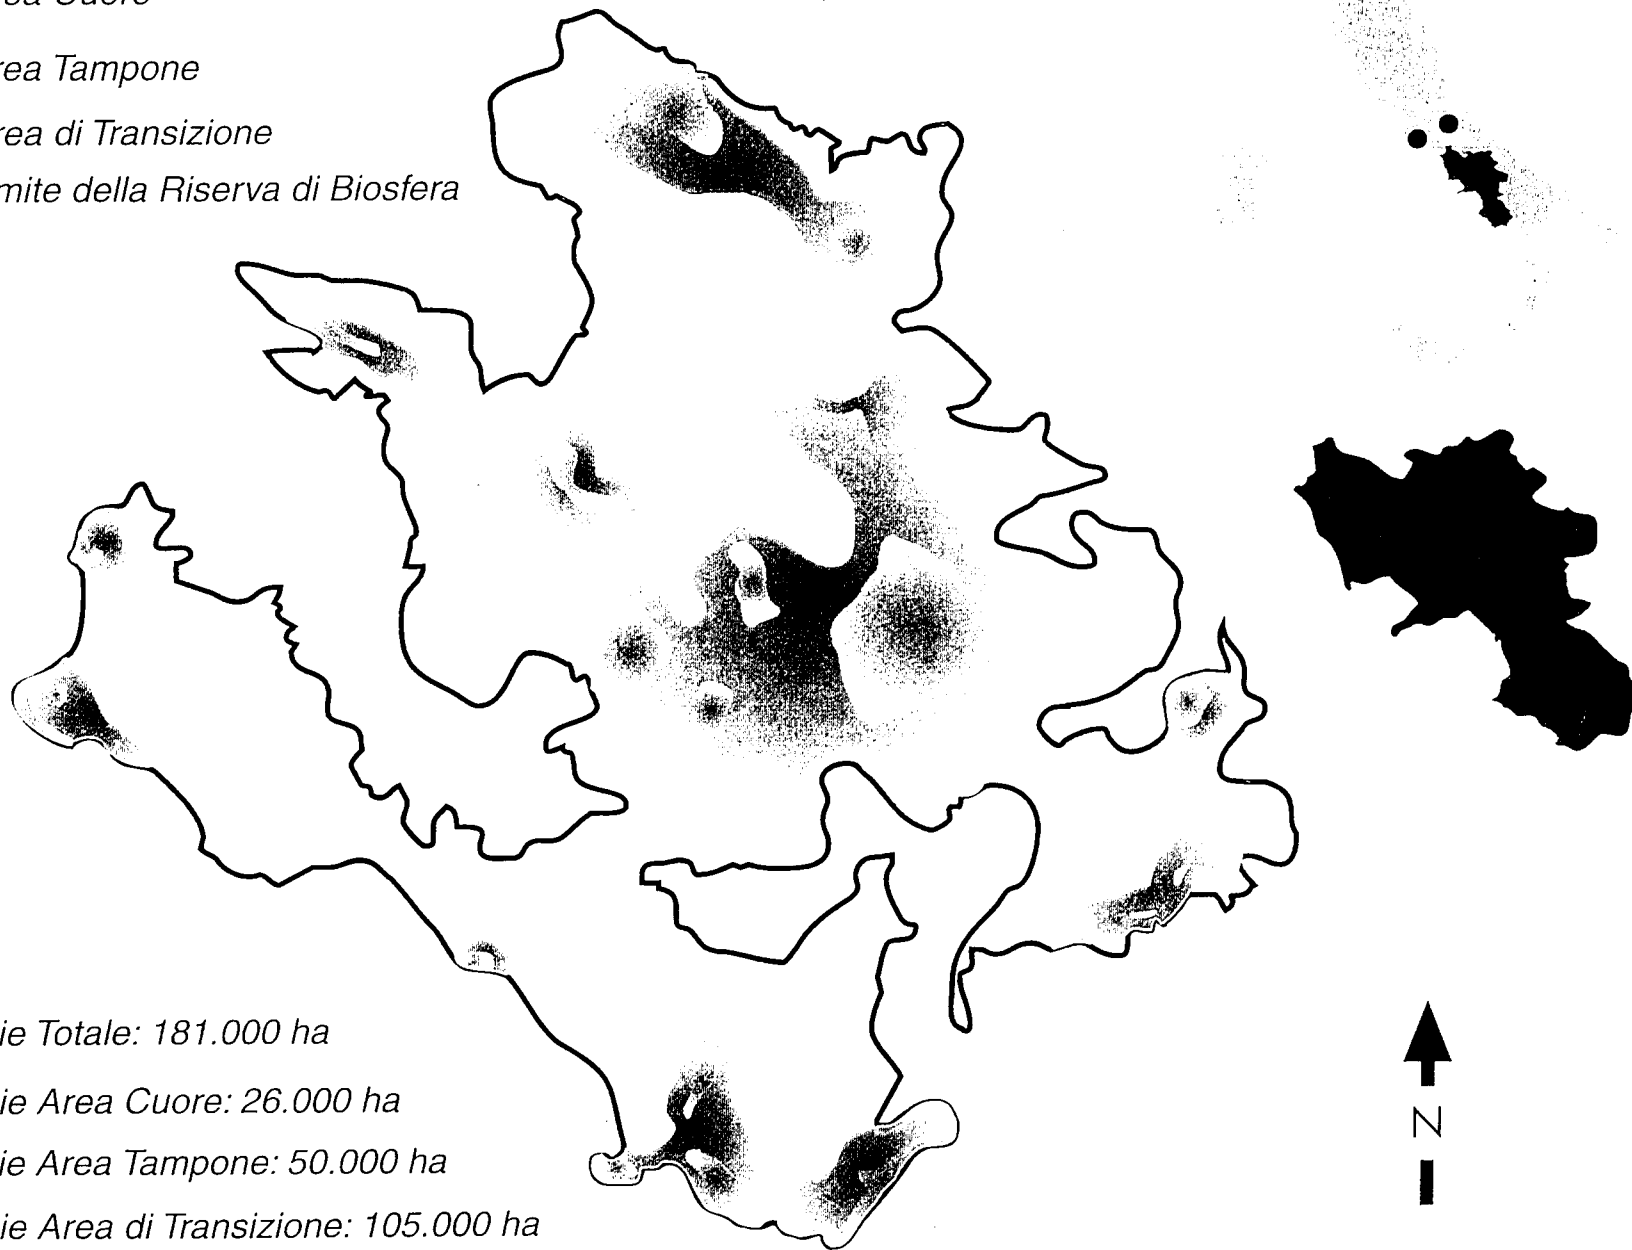 rea Tampone
rea di Transizione
mite della Riserva di Biosfera
ie Totale: 181.000 ha
ie Area Cuore: 26.000 ha
ie Area Tampone: 50.000 ha
ie Area di Transizione: 105.000 ha
N